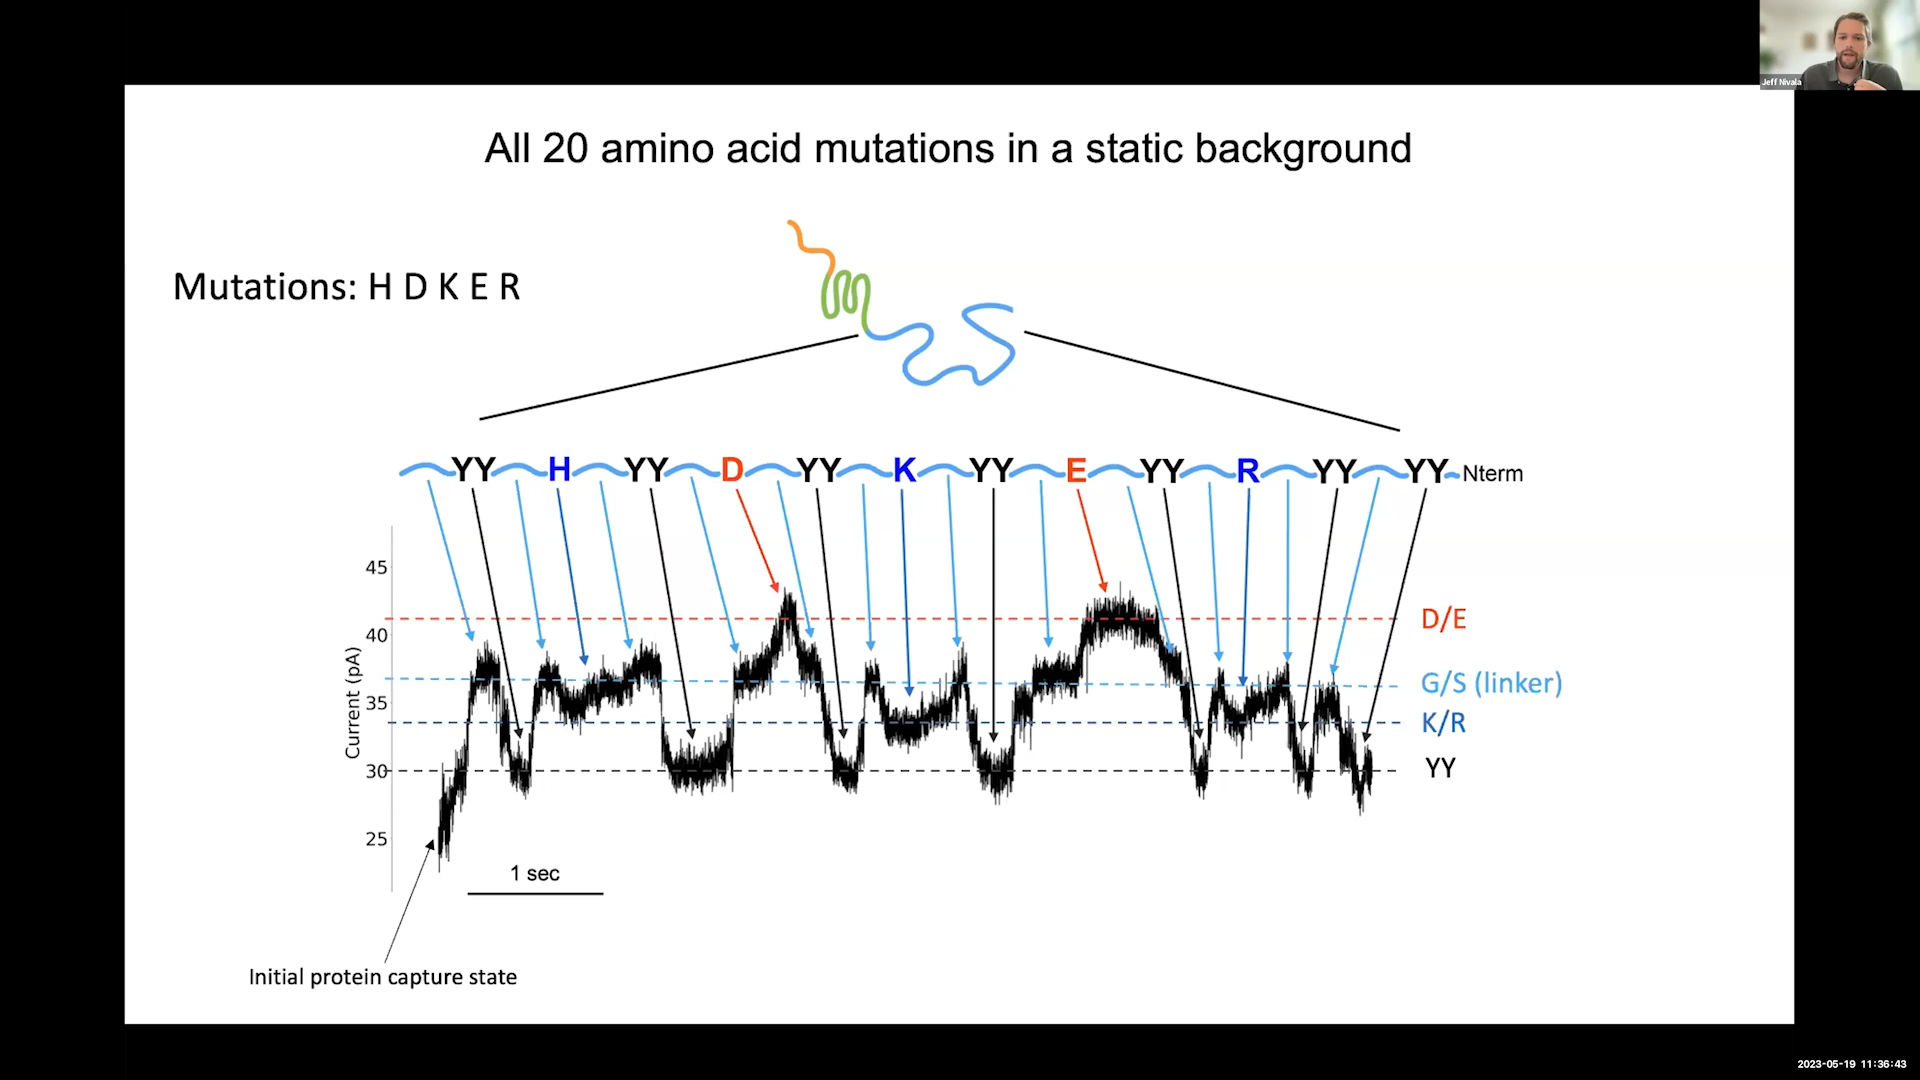 Jeff Nivala
All 20 amino acid mutations in a static background
Mutations: H D K E R
YY H YY D YY K YY E YY R YY YY Nterm
45
40
35
30
25
Current (pA)
D/E
G/S (linker)
K/R
YY
1 sec
Initial protein capture state
2023-05-19 11:36:43